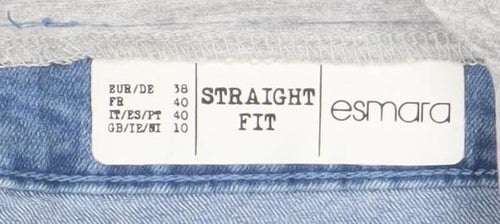 EUR/DE 38
FR 40
IT/ES/PT 40
GB/IE/NI 10
STRAIGHT
FIT
esmara